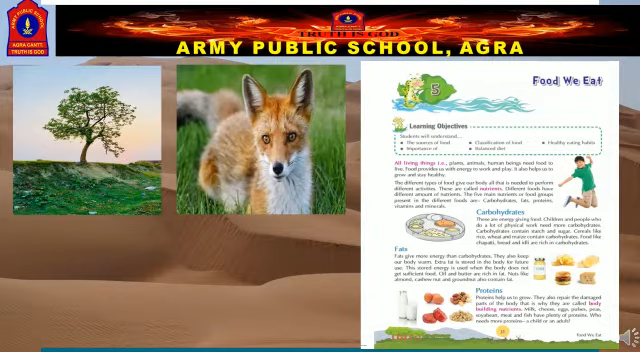 ARMY PUBLIC SCHOOL
AGRA CANTT.
TRUTH IS GOD
TRUTH IS GOD
ARMY PUBLIC SCHOOL, AGRA
5
Food We Eat
Learning Objectives
Students will understand...
• The sources of food • Classification of food • Healthy eating habits
• Importance of • Balanced diet
All living things i.e., plants, animals, human beings need food to
live. Food provides us with energy to work and play. It also helps us to
grow and stay healthy.
The different types of food give our body all that is needed to perform
different activities. These are called nutrients. Different foods have
different amount of nutrients. The five main nutrients or food groups
present in the different foods are– Carbohydrates, fats, proteins,
vitamins and minerals.
Carbohydrates
These are energy giving food. Children and people who
do a lot of physical work need more carbohydrates.
Carbohydrates contain starch and sugar. Cereals like
rice, wheat and maize contain carbohydrates. Food like
chapati, bread and idli are rich in carbohydrates.
Fats
Fats give more energy than carbohydrates. They also keep
our body warm. Extra fat is stored in the body for future
use. This stored energy is used when the body does not
get sufficient food. Oil and butter are rich in fat. Nuts like
almond, cashew nut and groundnut also contain fat.
Proteins
Proteins help us to grow. They also repair the damaged
parts of the body that is why they are called body
building nutrients. Milk, cheese, eggs, pulses, peas,
soyabean, meat and fish have plenty of proteins. Who
needs more proteins– a child or an adult?
Food We Eat